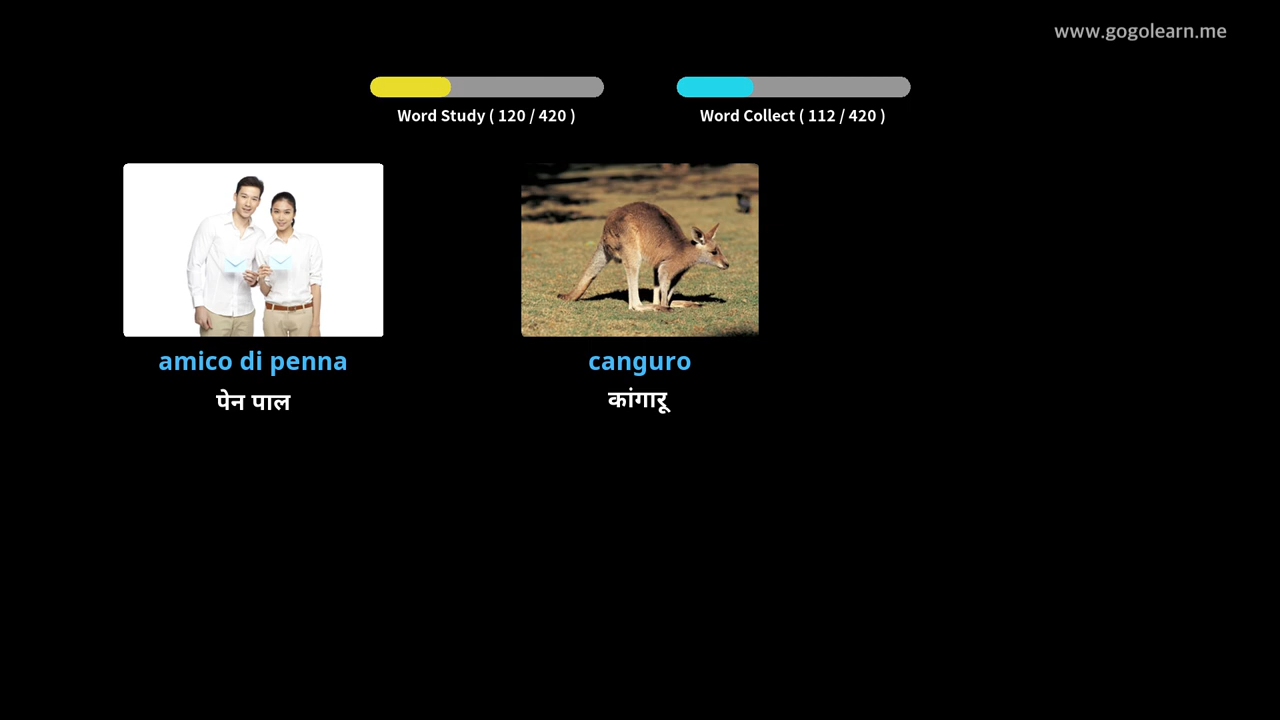 www.gogolearn.me
Word Study ( 120 / 420 )
Word Collect ( 112 / 420 )
amico di penna
canguro
पेन पाल
कांगारू